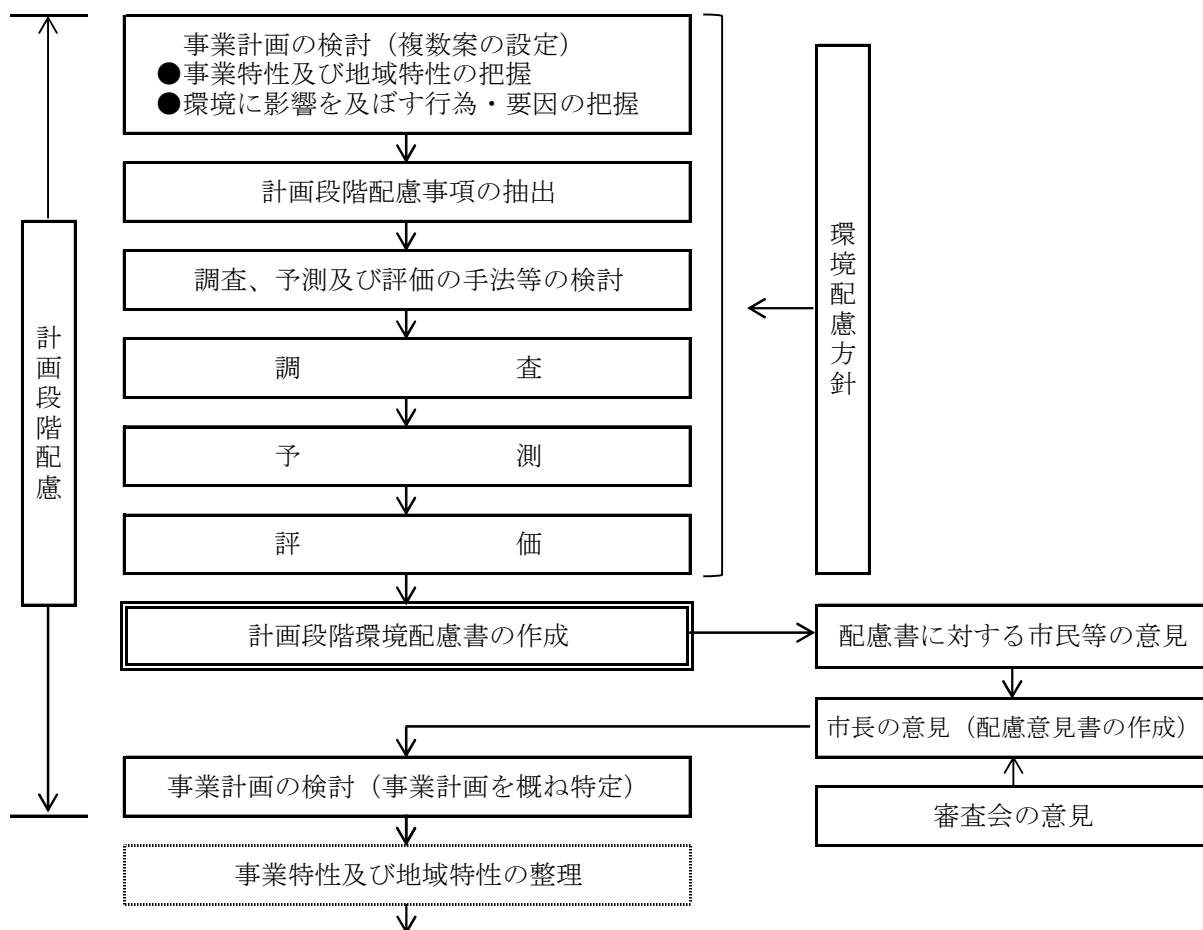 事業計画の検討（複数案の設定）
●事業特性及び地域特性の把握
●環境に影響を及ぼす行為・要因の把握
計画段階配慮事項の抽出
調査、予測及び評価の手法等の検討
調　査
予　測
評　価
計画段階環境配慮書の作成
計画段階配慮
環境配慮方針
配慮書に対する市民等の意見
市長の意見（配慮意見書の作成）
審査会の意見
事業計画の検討（事業計画を概ね特定）
事業特性及び地域特性の整理